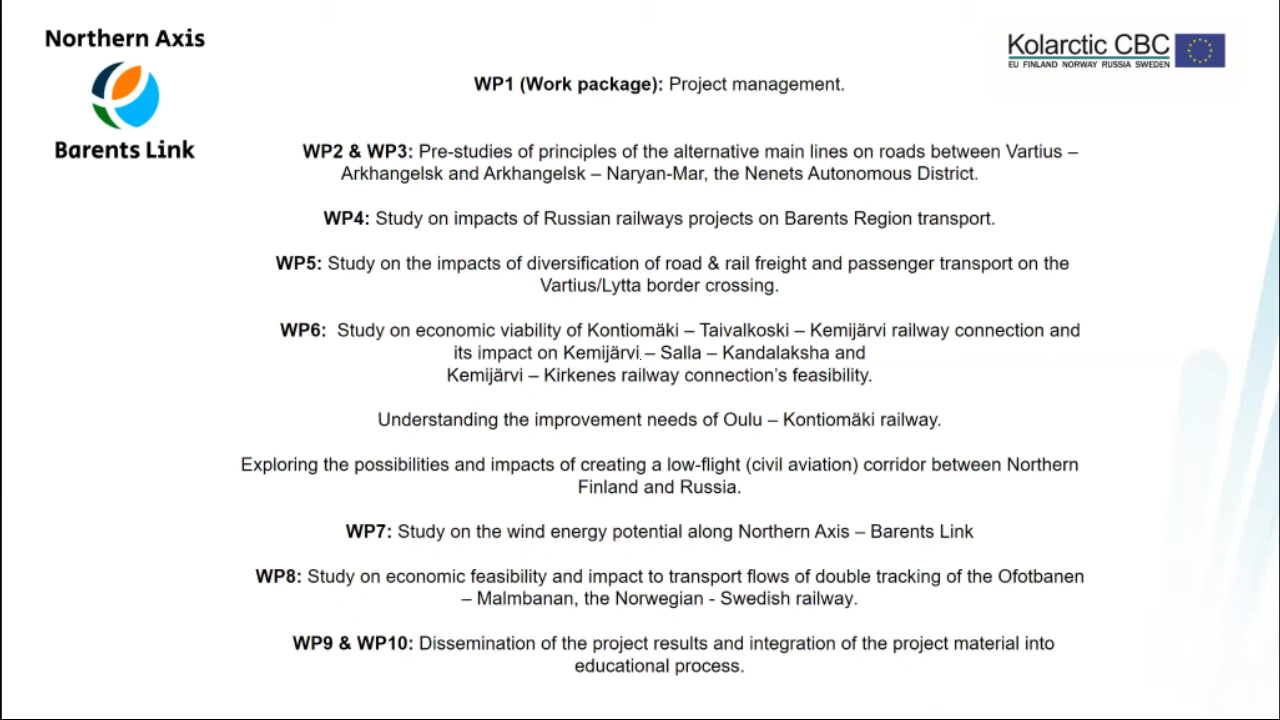 Northern Axis
Barents Link
Kolarctic CBC
EU FINLAND NORWAY RUSSIA SWEDEN
WP1 (Work package): Project management.
WP2 & WP3: Pre-studies of principles of the alternative main lines on roads between Vartius –
Arkhangelsk and Arkhangelsk – Naryan-Mar, the Nenets Autonomous District.
WP4: Study on impacts of Russian railways projects on Barents Region transport.
WP5: Study on the impacts of diversification of road & rail freight and passenger transport on the
Vartius/Lytta border crossing.
WP6:  Study on economic viability of Kontiomäki – Taivalkoski – Kemijärvi railway connection and
its impact on Kemijärvi – Salla – Kandalaksha and
Kemijärvi – Kirkenes railway connection's feasibility.
Understanding the improvement needs of Oulu – Kontiomäki railway.
Exploring the possibilities and impacts of creating a low-flight (civil aviation) corridor between Northern
Finland and Russia.
WP7: Study on the wind energy potential along Northern Axis – Barents Link
WP8: Study on economic feasibility and impact to transport flows of double tracking of the Ofotbanen
– Malmbanan, the Norwegian - Swedish railway.
WP9 & WP10: Dissemination of the project results and integration of the project material into
educational process.